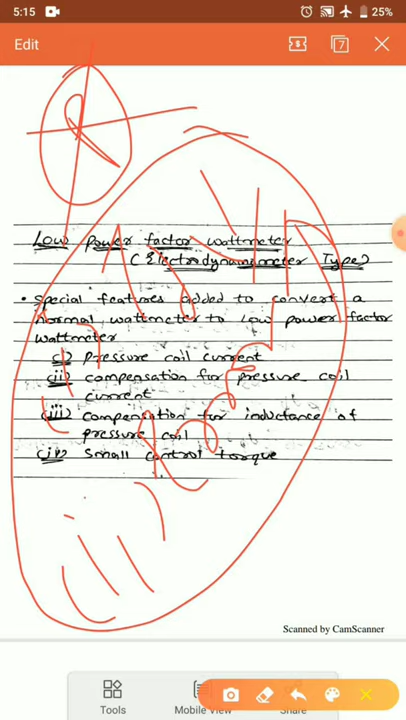 5:15
25%
Edit
7
Low power factor wattmeter
(Electrodynamometer Type)
• Special features added to convert a
normal wattmeter to low power factor
wattmeter
(i) Pressure coil current
(ii) compensation for pressure coil
current
(iii) compensation for inductance of
pressure coil
(iv) Small control torque
Scanned by CamScanner
Tools
Mobile View
Share